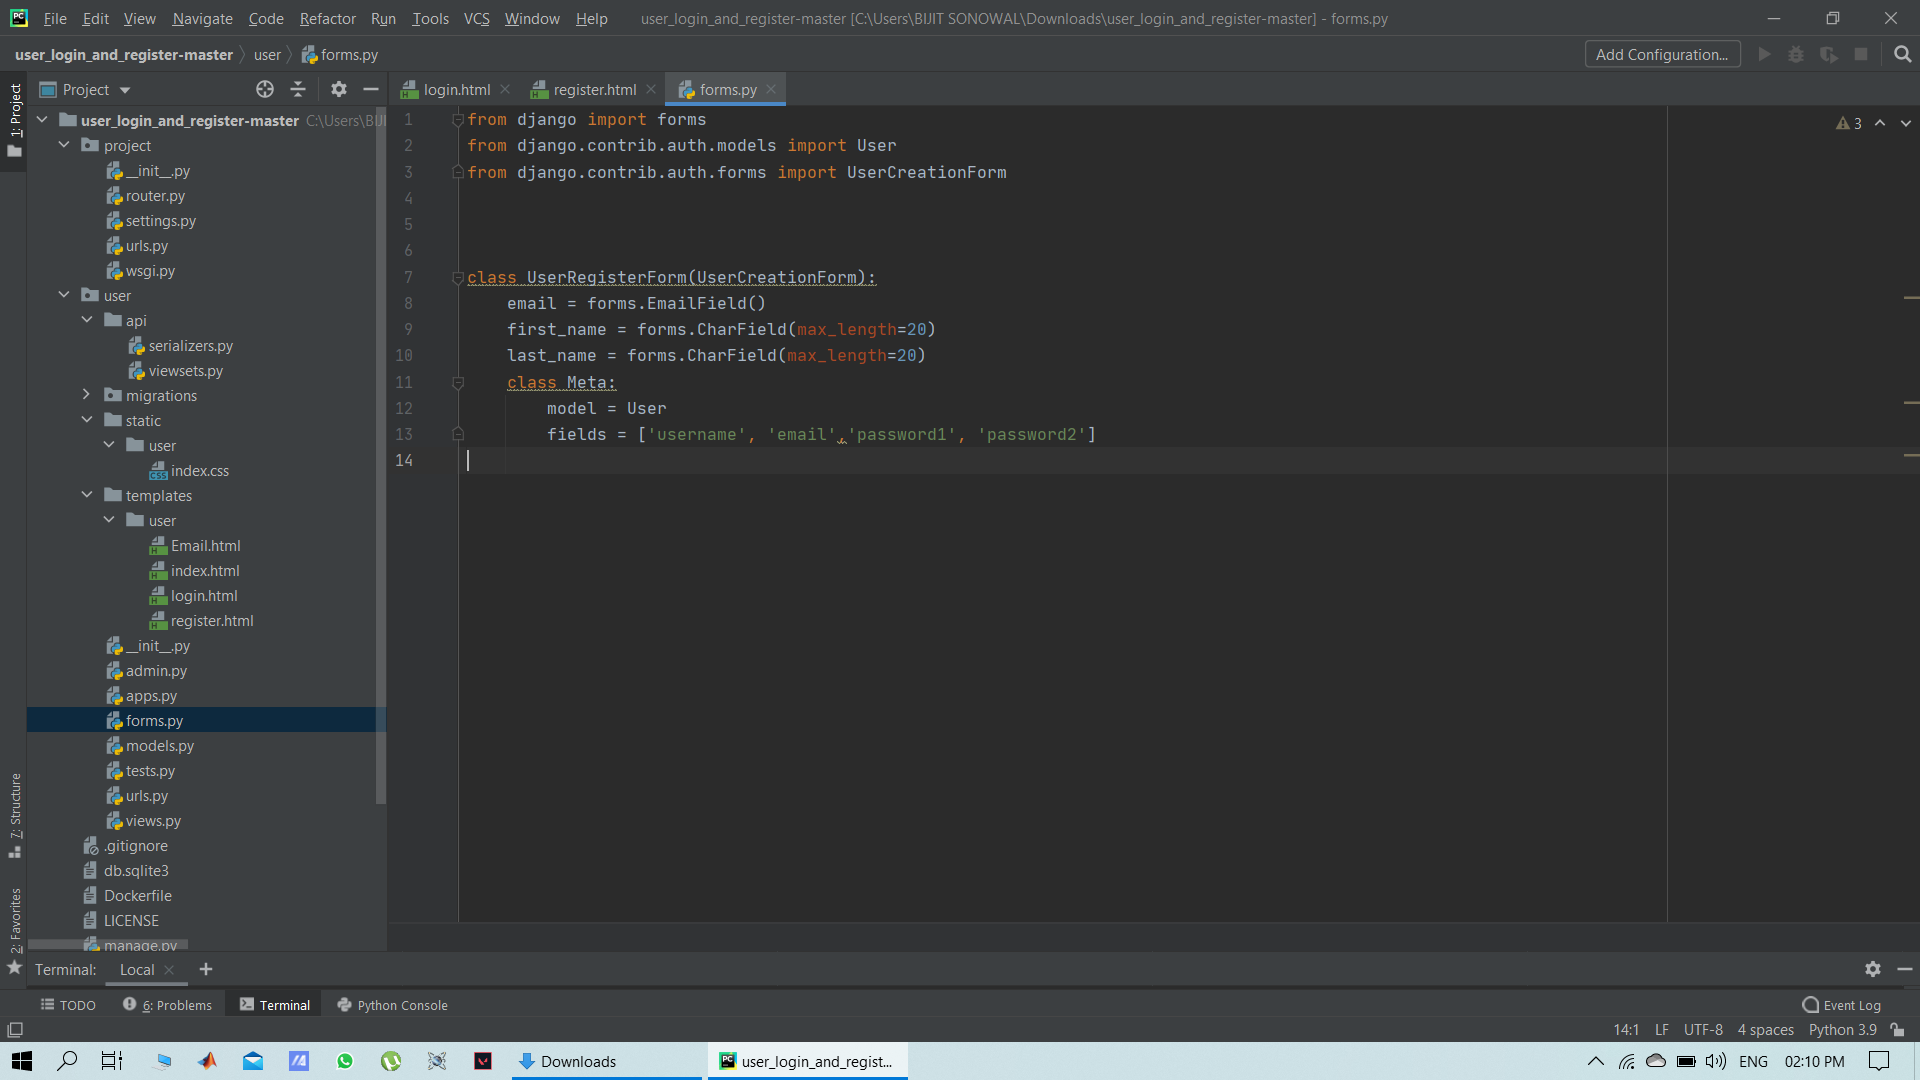 File Edit View Navigate Code Refactor Run Tools VCS Window Help user_login_and_register-master [C:\Users\BIJIT SONOWAL\Downloads\user_login_and_register-master] - forms.py
user_login_and_register-master user forms.py Add Configuration...
1: Project
Project
login.html register.html forms.py
user_login_and_register-master C:\Users\BIJ
project
__init__.py
router.py
settings.py
urls.py
wsgi.py
user
api
serializers.py
viewsets.py
migrations
static
user
index.css
templates
user
Email.html
index.html
login.html
register.html
__init__.py
admin.py
apps.py
forms.py
models.py
tests.py
urls.py
views.py
.gitignore
db.sqlite3
Dockerfile
LICENSE
manage.py
7: Structure
2: Favorites
1 from django import forms
2 from django.contrib.auth.models import User
3 from django.contrib.auth.forms import UserCreationForm
4
5
6
7 class UserRegisterForm(UserCreationForm):
8 email = forms.EmailField()
9 first_name = forms.CharField(max_length=20)
10 last_name = forms.CharField(max_length=20)
11 class Meta:
12 model = User
13 fields = ['username', 'email','password1', 'password2']
14
3
Terminal: Local
TODO 6: Problems Terminal Python Console Event Log
14:1 LF UTF-8 4 spaces Python 3.9
Downloads user_login_and_regist... ENG 02:10 PM